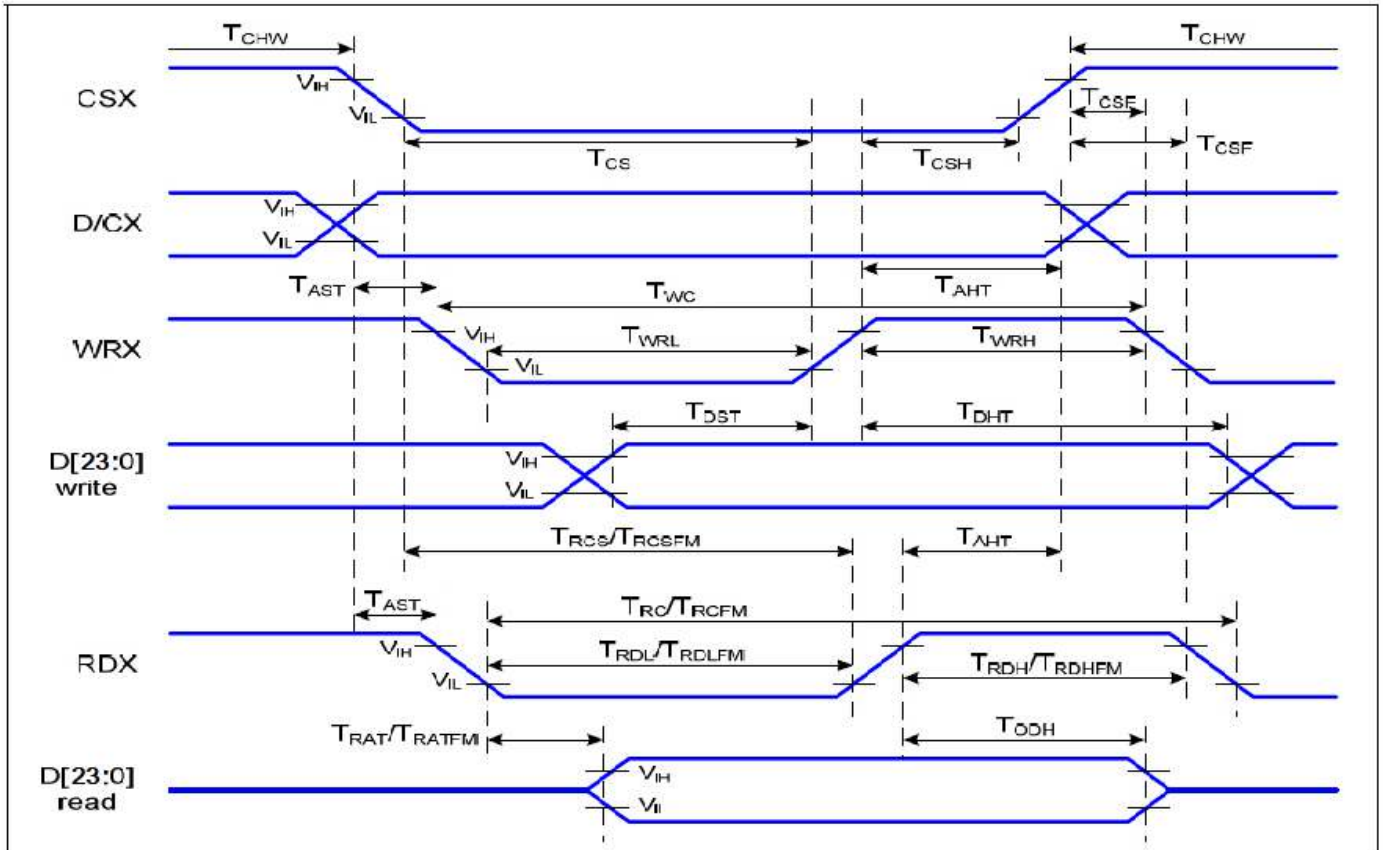 TCHW TCHW
VIH
CSX TCSF
VIL
TCS TCSH TCSF
VIH
D/CX
VIL
TAST TWC TAHT
VIH TWRL TWRH
WRX
VIL
TDST TDHT
D[23:0] VIH
write VIL
TRCS/TRCSFM TAHT
TAST TRC/TRCFM
VIH TRDL/TRDLFM TRDH/TRDHFM
RDX
VIL
TRAT/TRATFM TODH
D[23:0] VIH
read VIL